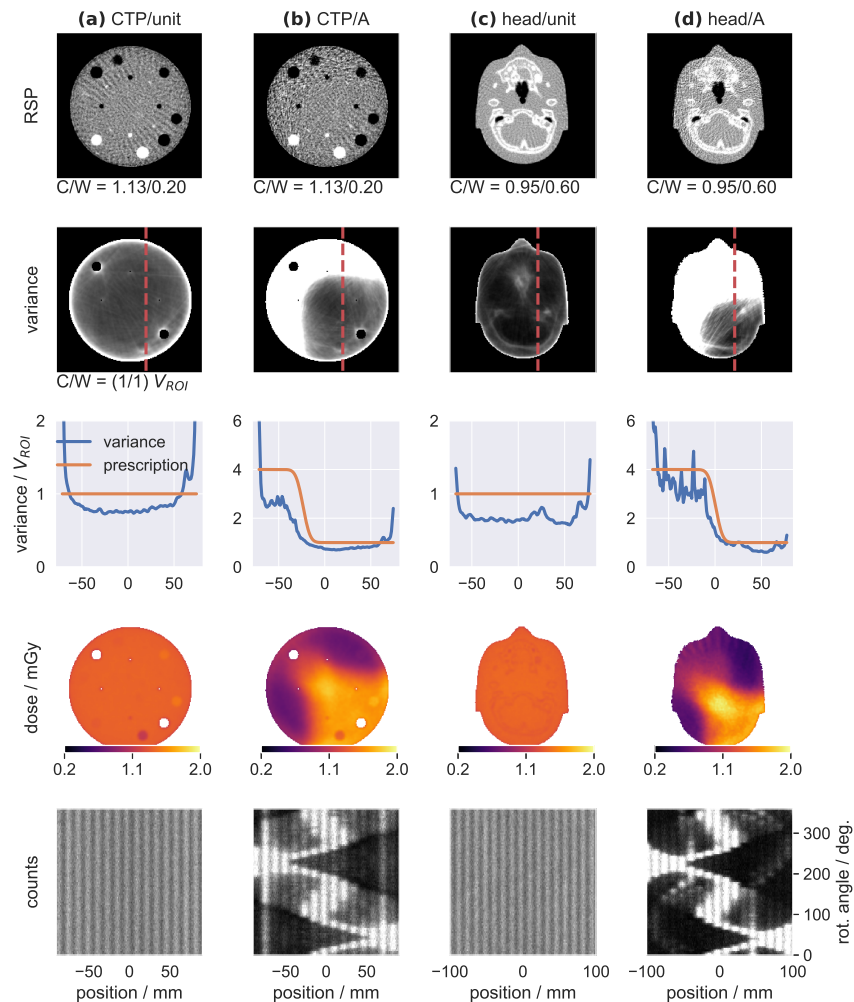 (a) CTP/unit (b) CTP/A (c) head/unit (d) head/A
RSP
C/W = 1.13/0.20 C/W = 1.13/0.20 C/W = 0.95/0.60 C/W = 0.95/0.60
variance
C/W = (1/1) V_ROI
variance / V_ROI
2 6 2 6
variance
prescription
4 4
1 1
2 2
0 0 0 0
−50 0 50 −50 0 50 −50 0 50 −50 0 50
dose / mGy
0.2 1.1 2.0 0.2 1.1 2.0 0.2 1.1 2.0 0.2 1.1 2.0
counts
300
200
100
0
rot. angle / deg.
−50 0 50 −50 0 50 −100 0 100 −100 0 100
position / mm position / mm position / mm position / mm